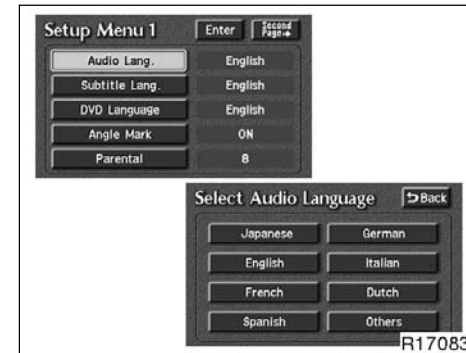 Setup Menu 1 Enter Second Page→
Audio Lang. English
Subtitle Lang. English
DVD Language English
Angle Mark ON
Parental 8
Select Audio Language ⮌Back
Japanese German
English Italian
French Dutch
Spanish Others
R17083